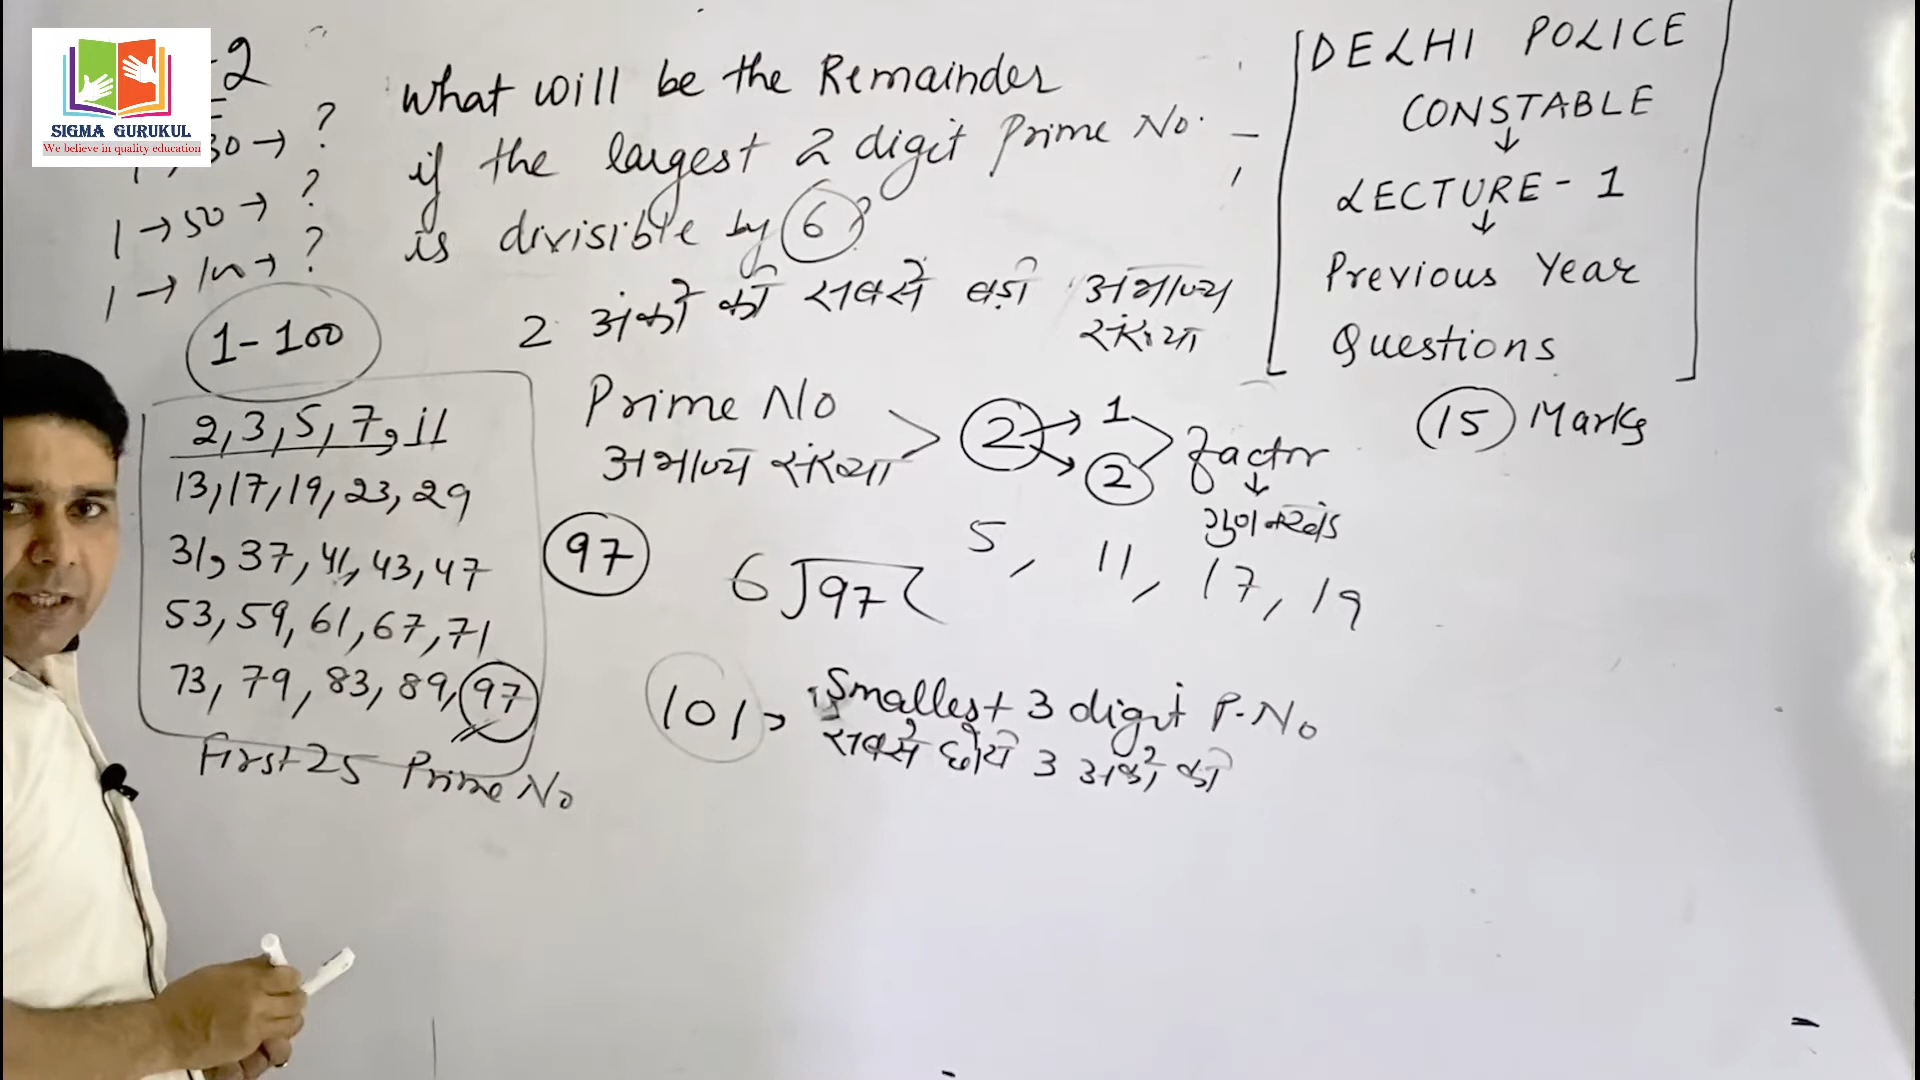 -2
SIGMA GURUKUL
We believe in quality education
30 → ?
1 → 50 → ?
1 → 100 → ?
1 - 100
What will be the Remainder
if the largest 2 digit Prime No.
is divisible by 6?
2 अंको की सबसे बड़ी अभाज्य
संख्या
DELHI POLICE
CONSTABLE
↓
LECTURE - 1
↓
Previous Year
Questions
15 Marks
2, 3, 5, 7, 11
13, 17, 19, 23, 29
31, 37, 41, 43, 47
53, 59, 61, 67, 71
73, 79, 83, 89, 97
First 25 Prime No
Prime No
अभाज्य संख्या
2 → 1
2
Factor
↓
गुणनखंड
97
6 97
5, 11, 17, 19
101 → Smallest 3 digit P. No
सबसे छोटी 3 अंको की